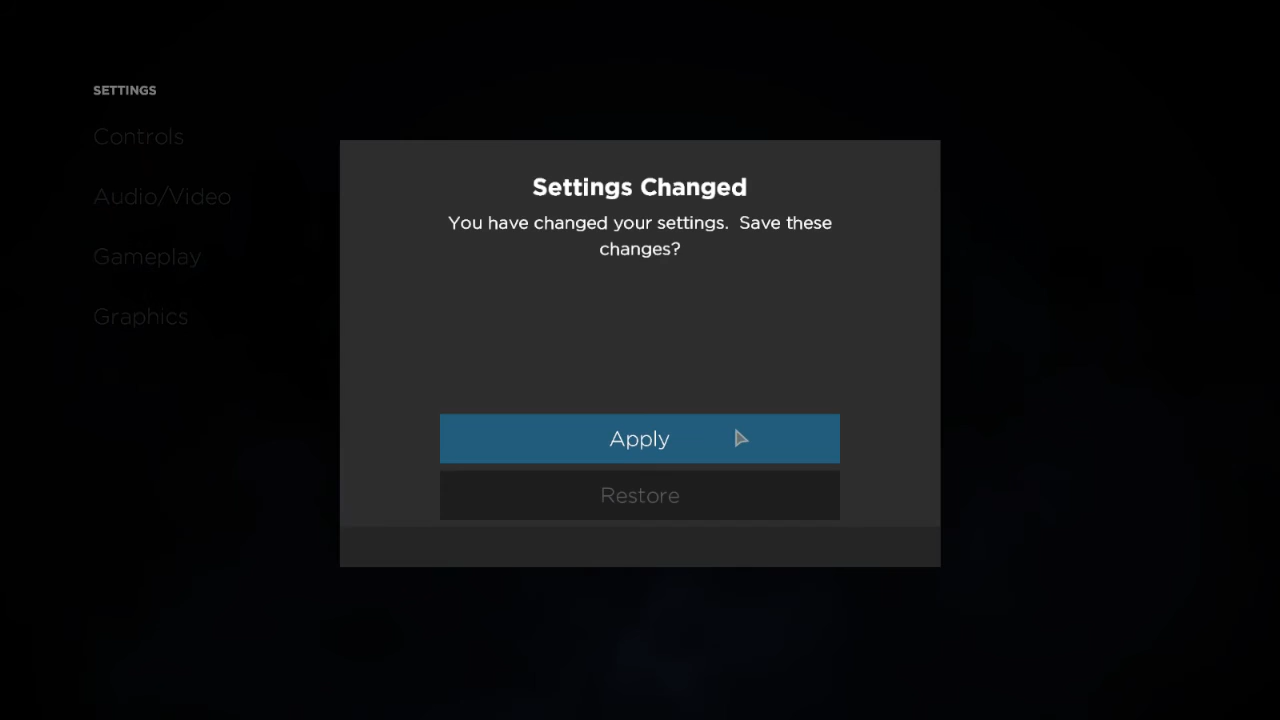 SETTINGS
Controls
Audio/Video
Gameplay
Graphics
Settings Changed
You have changed your settings.  Save these
changes?
Apply
Restore